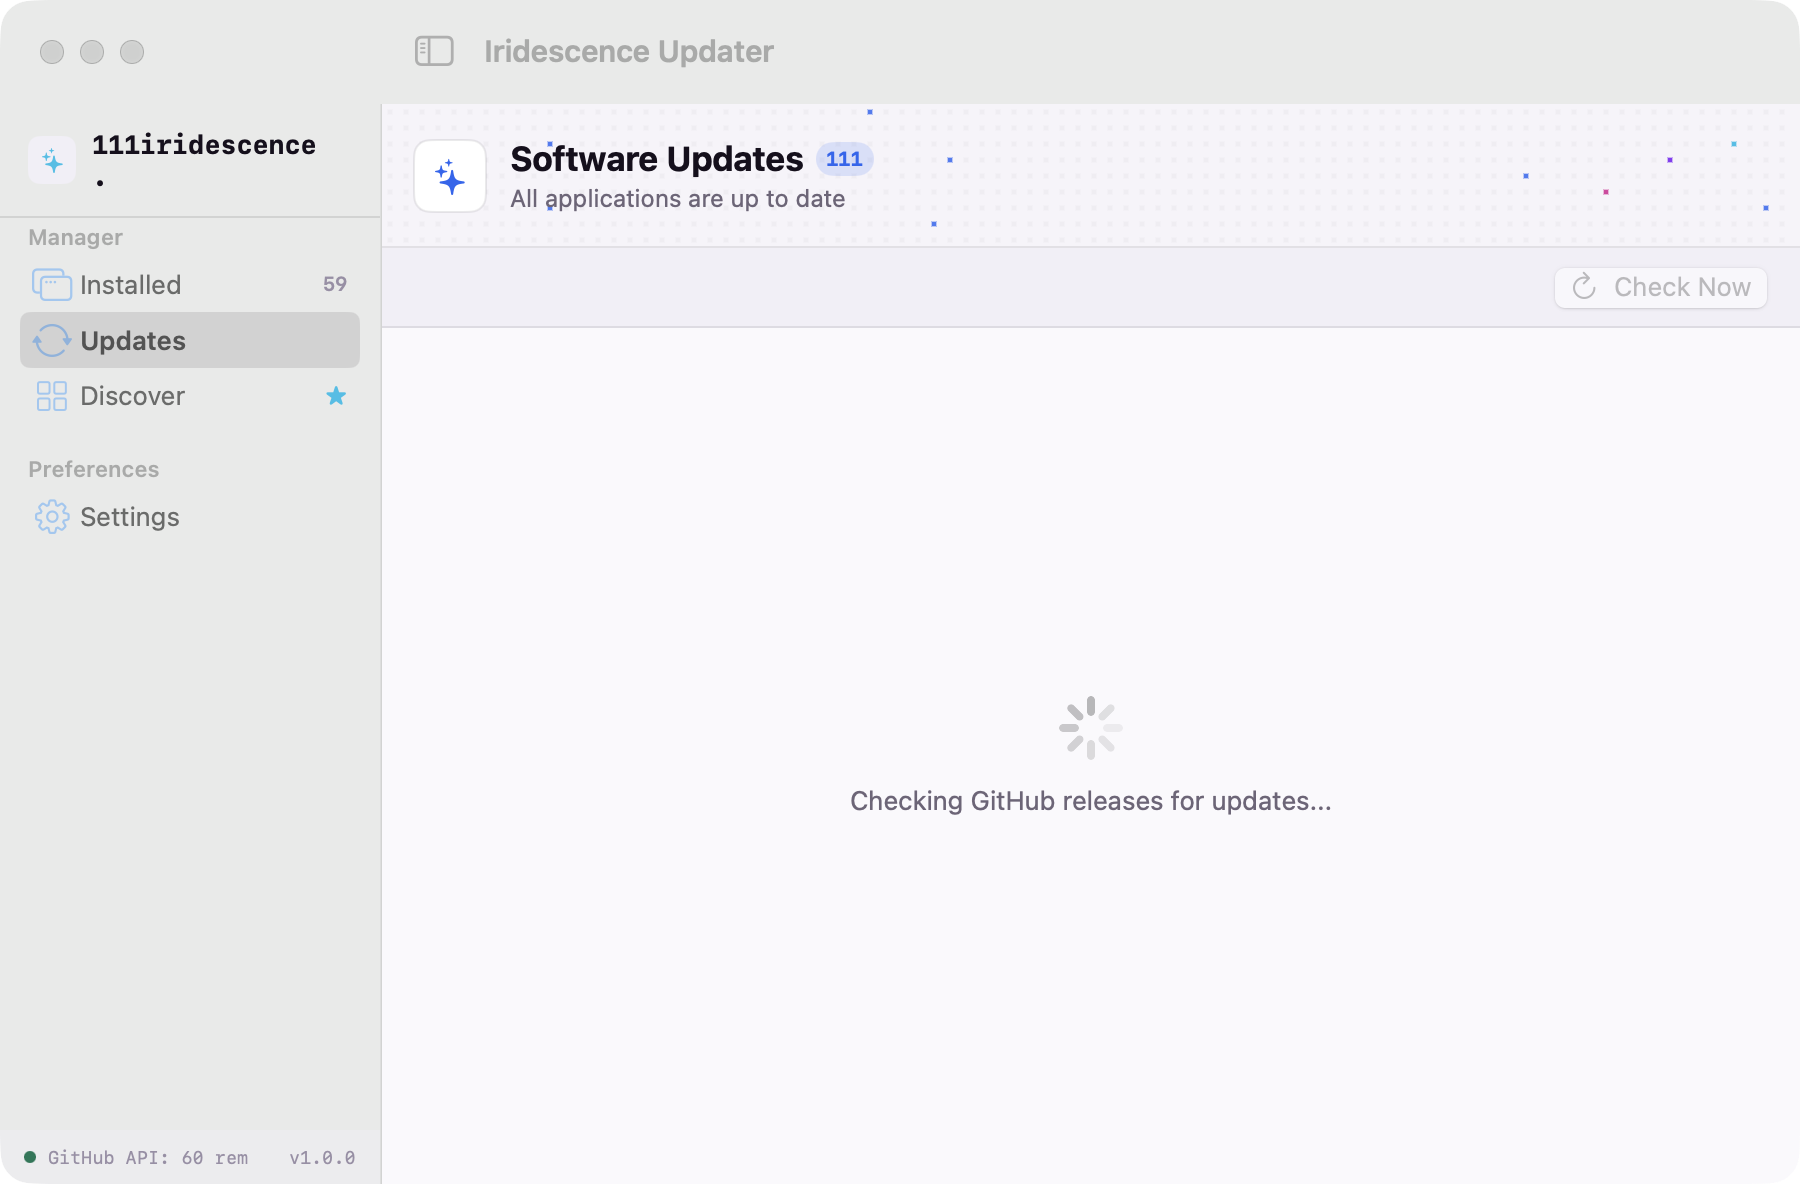 Iridescence Updater
111iridescence
.
Manager
Installed 59
Updates
Discover
Preferences
Settings
GitHub API: 60 rem v1.0.0
Software Updates 111
All applications are up to date
Check Now
Checking GitHub releases for updates...